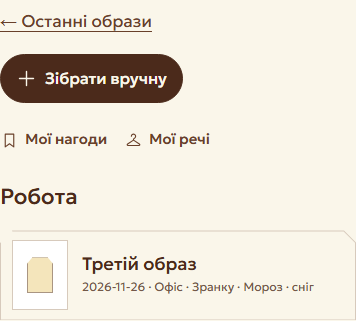 ← Останні образи
Зібрати вручну
Мої нагоди Мої речі
Робота
Третій образ
2026-11-26 · Офіс · Зранку · Мороз · сніг